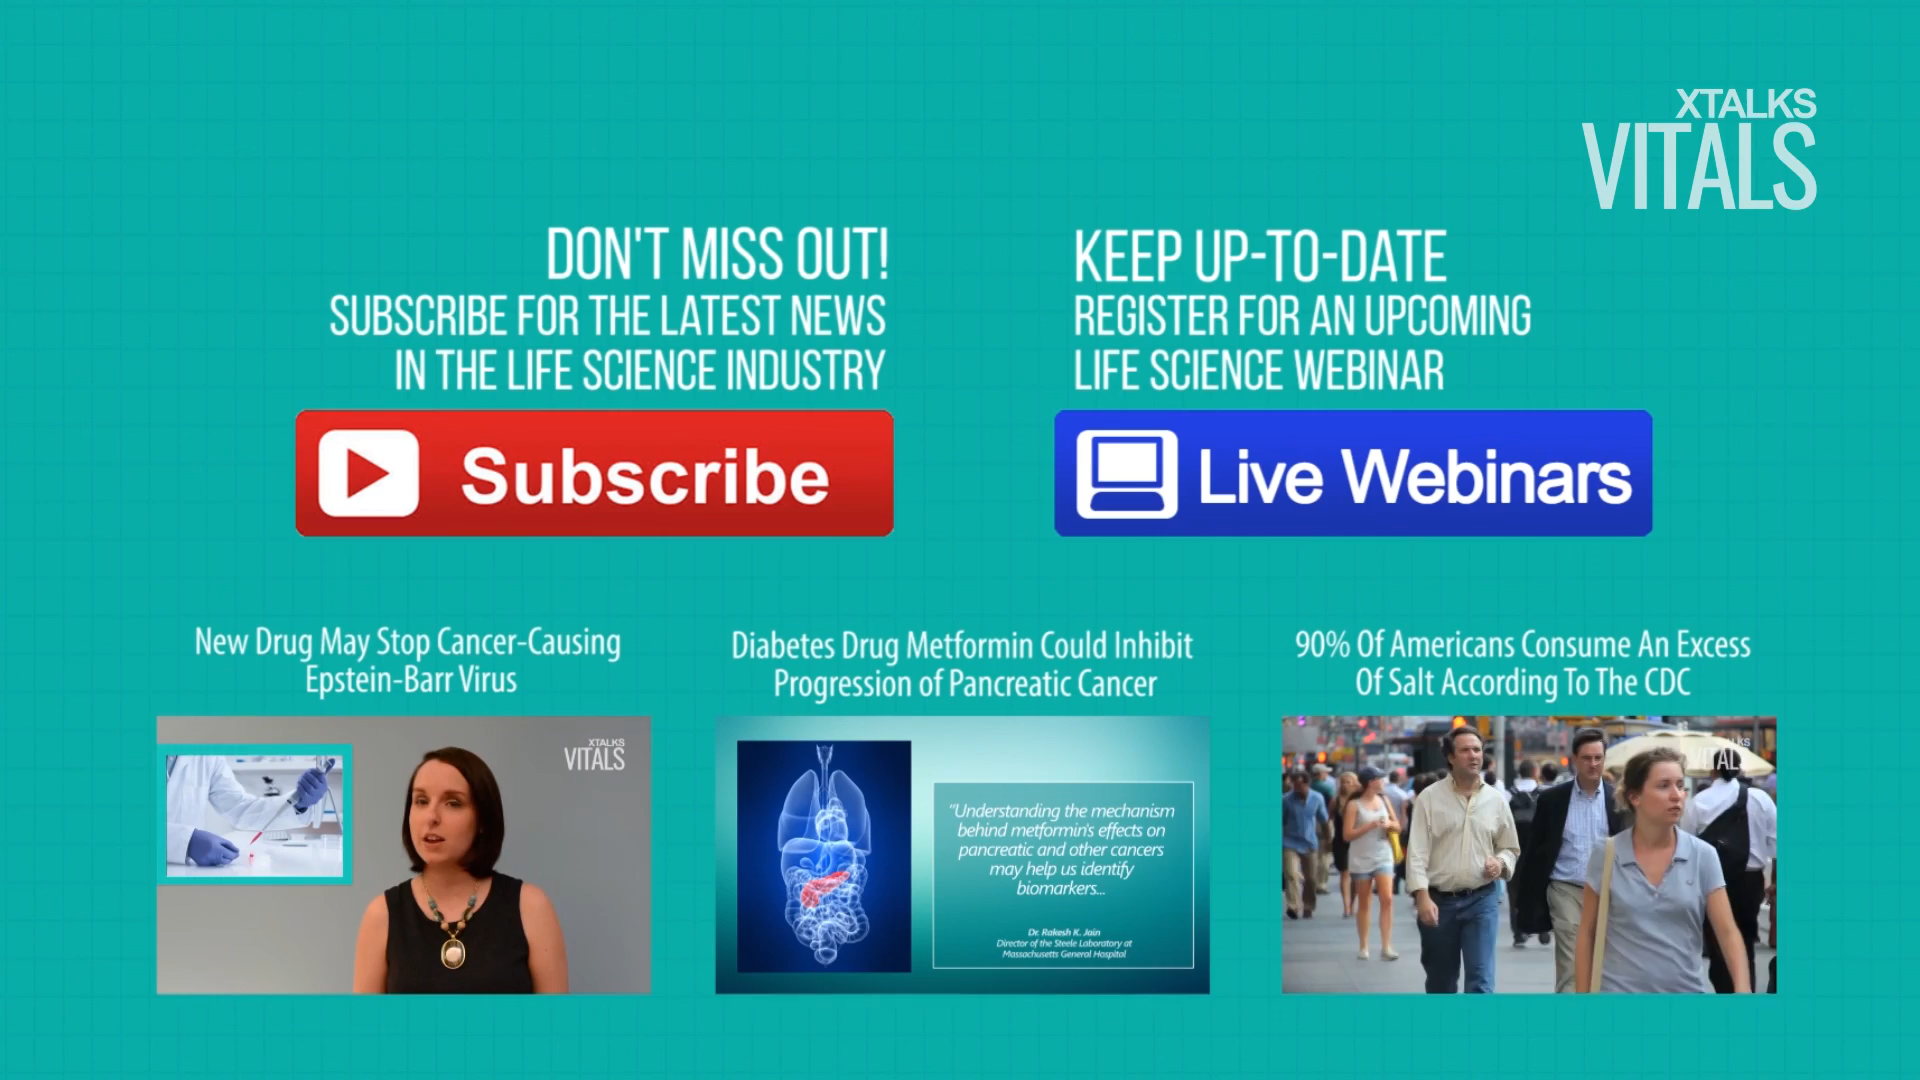 XTALKS
VITALS
DON'T MISS OUT!
SUBSCRIBE FOR THE LATEST NEWS
IN THE LIFE SCIENCE INDUSTRY
Subscribe
KEEP UP-TO-DATE
REGISTER FOR AN UPCOMING
LIFE SCIENCE WEBINAR
Live Webinars
New Drug May Stop Cancer-Causing
Epstein-Barr Virus
XTALKS
VITALS
Diabetes Drug Metformin Could Inhibit
Progression of Pancreatic Cancer
"Understanding the mechanism
behind metformin's effects on
pancreatic and other cancers
may help us identify
biomarkers...
Dr. Rakesh K. Jain
Director of the Steele Laboratory at
Massachusetts General Hospital
90% Of Americans Consume An Excess
Of Salt According To The CDC